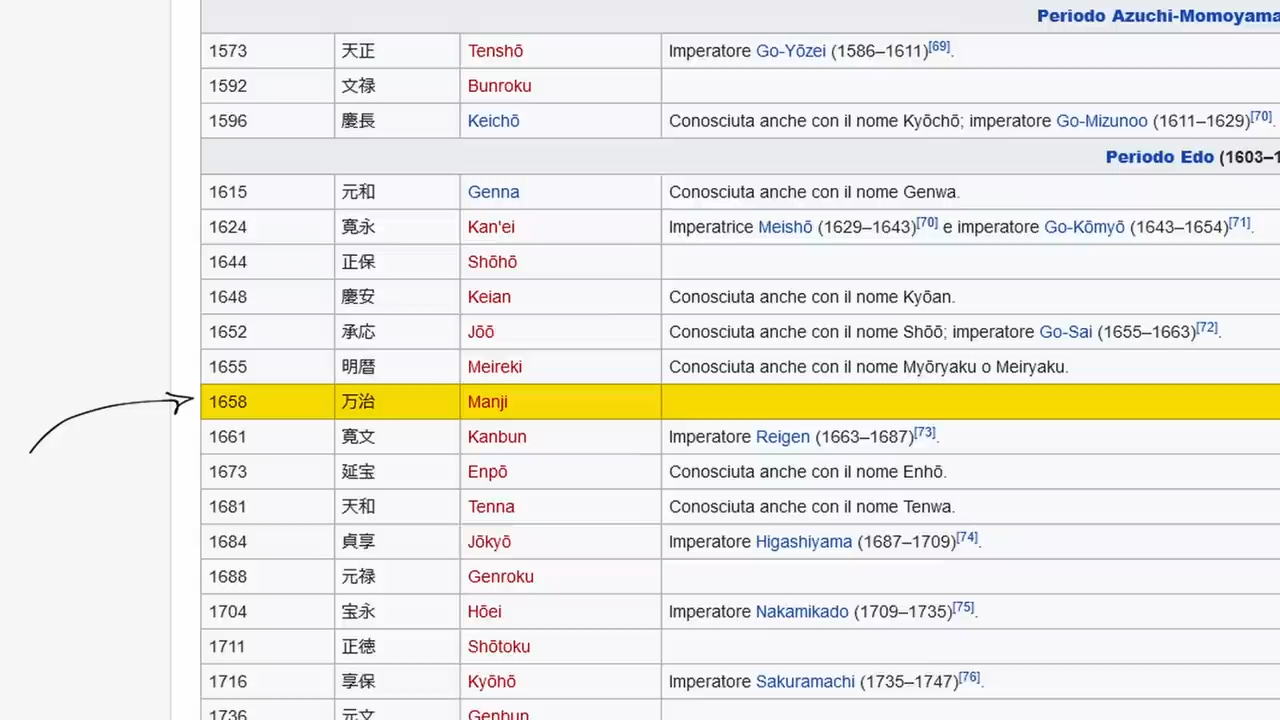 Periodo Azuchi-Momoyama
1573 天正 Tenshō Imperatore Go-Yōzei (1586–1611)[69].
1592 文禄 Bunroku
1596 慶長 Keichō Conosciuta anche con il nome Kyōchō; imperatore Go-Mizunoo (1611–1629)[70].
Periodo Edo (1603–1
1615 元和 Genna Conosciuta anche con il nome Genwa.
1624 寛永 Kan'ei Imperatrice Meishō (1629–1643)[70] e imperatore Go-Kōmyō (1643–1654)[71].
1644 正保 Shōhō
1648 慶安 Keian Conosciuta anche con il nome Kyōan.
1652 承応 Jōō Conosciuta anche con il nome Shōō; imperatore Go-Sai (1655–1663)[72].
1655 明暦 Meireki Conosciuta anche con il nome Myōryaku o Meiryaku.
1658 万治 Manji
1661 寛文 Kanbun Imperatore Reigen (1663–1687)[73].
1673 延宝 Enpō Conosciuta anche con il nome Enhō.
1681 天和 Tenna Conosciuta anche con il nome Tenwa.
1684 貞享 Jōkyō Imperatore Higashiyama (1687–1709)[74].
1688 元禄 Genroku
1704 宝永 Hōei Imperatore Nakamikado (1709–1735)[75].
1711 正徳 Shōtoku
1716 享保 Kyōhō Imperatore Sakuramachi (1735–1747)[76].
1736 元文 Genbun